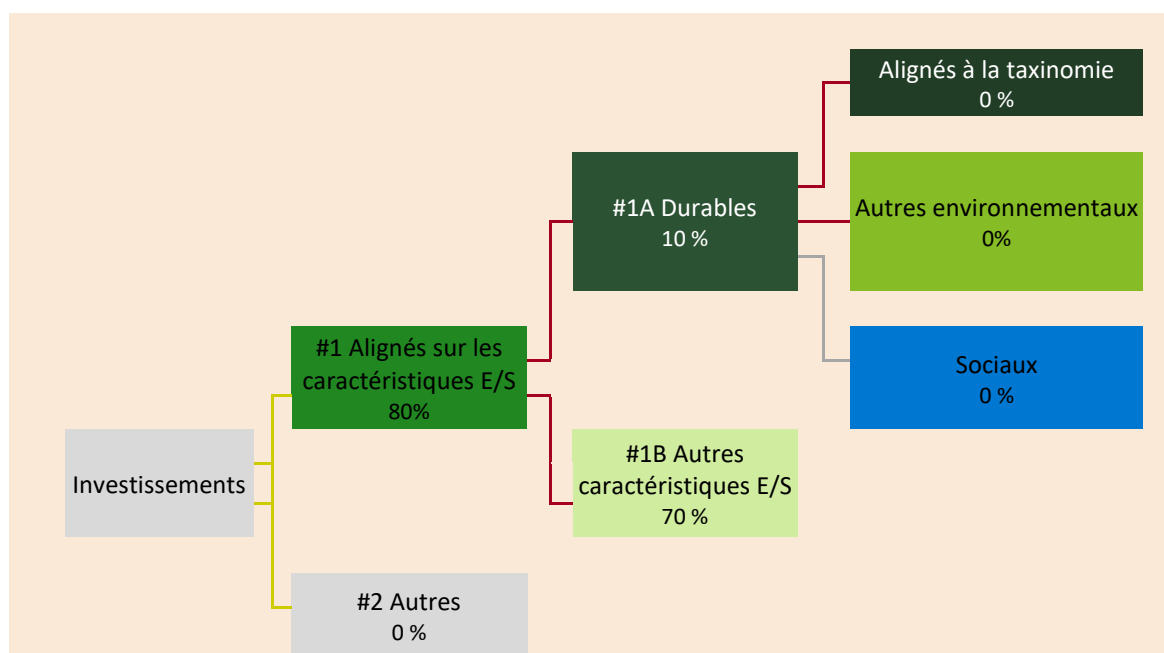 Alignés à la taxinomie
0 %
#1A Durables
10 %
Autres environnementaux
0%
#1 Alignés sur les
caractéristiques E/S
80%
Sociaux
0 %
Investissements
#1B Autres
caractéristiques E/S
70 %
#2 Autres
0 %